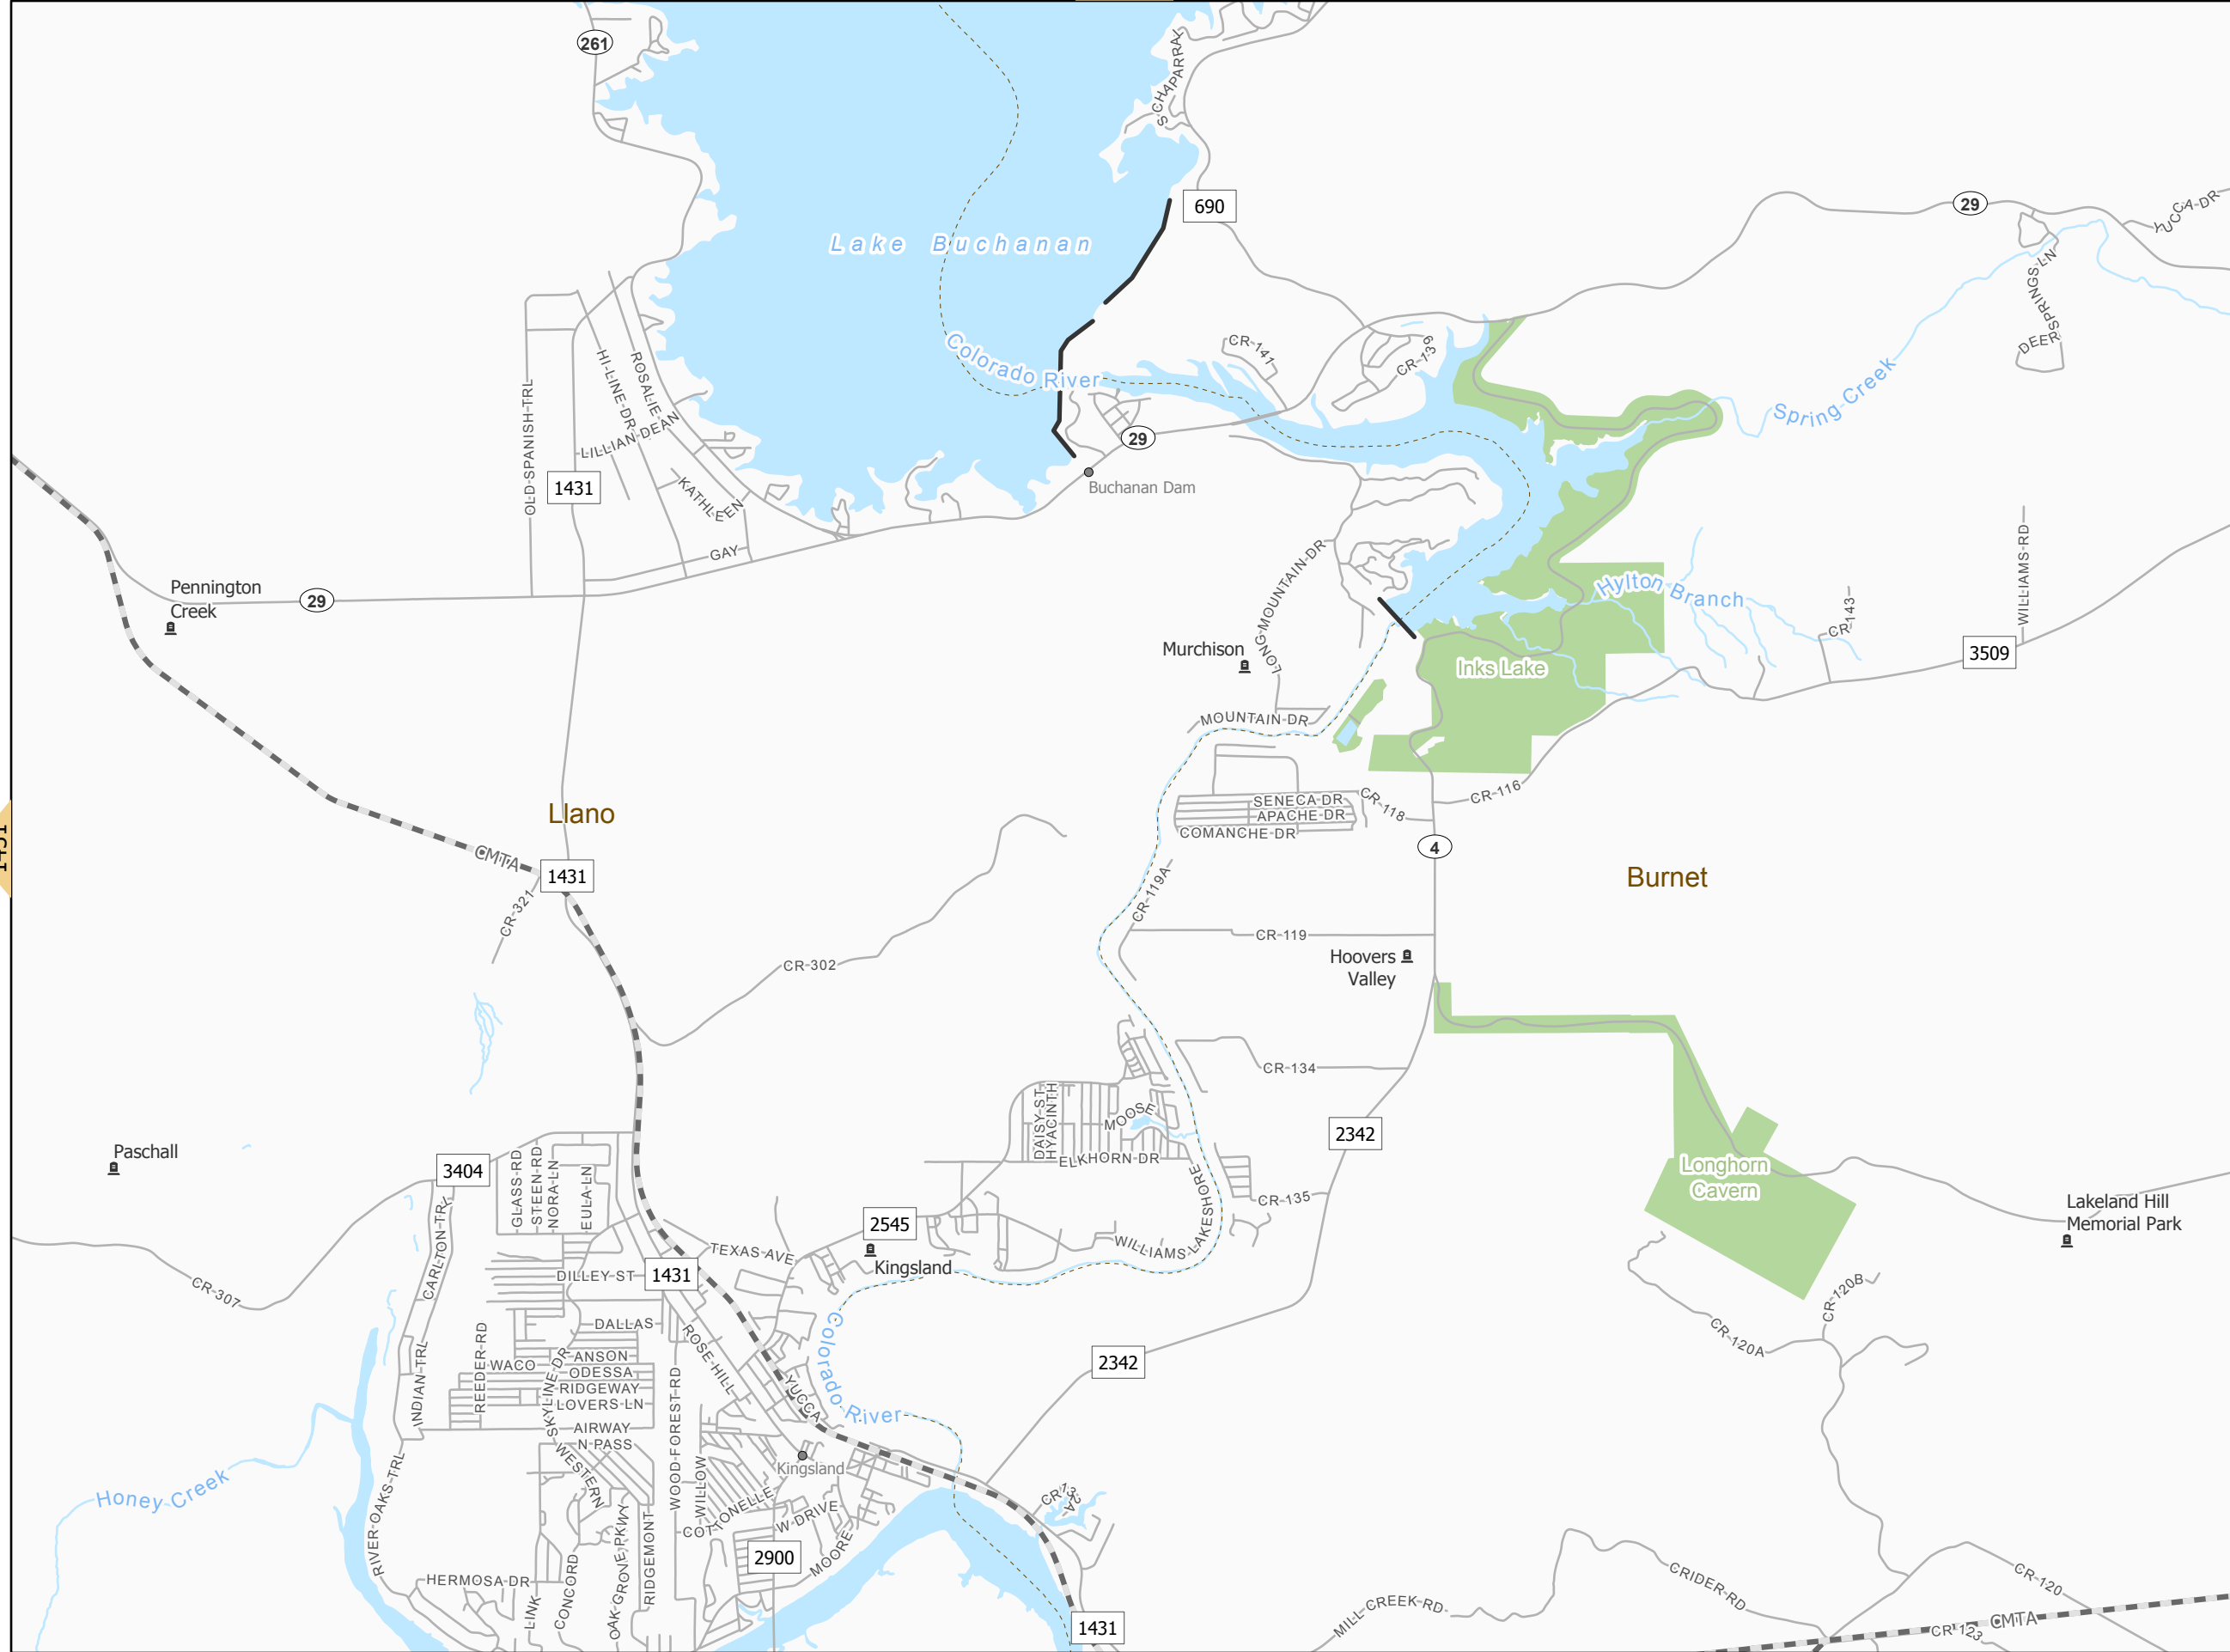 261
S CHAPARRAL
690
29
YUCCA-DR
Lake Buchanan
SPRINGS-LN
DEER
Colorado River
CR-141
CR-139
Spring Creek
OLD-SPANISH-TRL
HI-LINE-DR
ROSALIE
LILLIAN DEAN
29
Buchanan Dam
1431
KATHLEEN
GAY
LONG-MOUNTAIN-DR
Hylton Branch
CR-143
WILLIAMS-RD
Pennington
Creek
29
3509
Murchison
Inks Lake
MOUNTAIN-DR
SENECA DR
APACHE DR
COMANCHE-DR
CR-118
CR-116
Llano
1431
4
CMTA
1431
Burnet
CR-119A
CR-321
CR-119
Hoovers
Valley
CR-302
CR-134
DAISY-ST
HYACINTH
MOOSE
2342
ELKHORN DR
Paschall
3404
GLASS-RD
STEEN-RD
NORA-LN
EULA-LN
Longhorn
Cavern
CR-135
Lakeland Hill
Memorial Park
2545
WILLIAMS
LAKESHORE
TEXAS AVE
Kingsland
CARLTON-TRK
DILLEY ST
1431
CR-307
CR-120B
CR-120A
DALLAS
ROSE-HILL
Colorado River
2342
REEDER-RD
WACO
ANSON
ODESSA
RIDGEWAY
LOVERS LN
INDIAN-TRL
SKYLINE-DR
YUCCA
AIRWAY
N PASS
WESTERN
WOOD-FOREST-RD
WILLOW
Kingsland
Honey Creek
RIVER-OAKS-TRL
COTTONELLE
W-DRIVE
CR132A
2900
MOORE
HERMOSA DR
LINK
CONCORD
OAK-GROVE-PKWY
RIDGEMONT
1431
MILL CREEK-RD
CRIDER-RD
CR-120
CMTA
CR-123